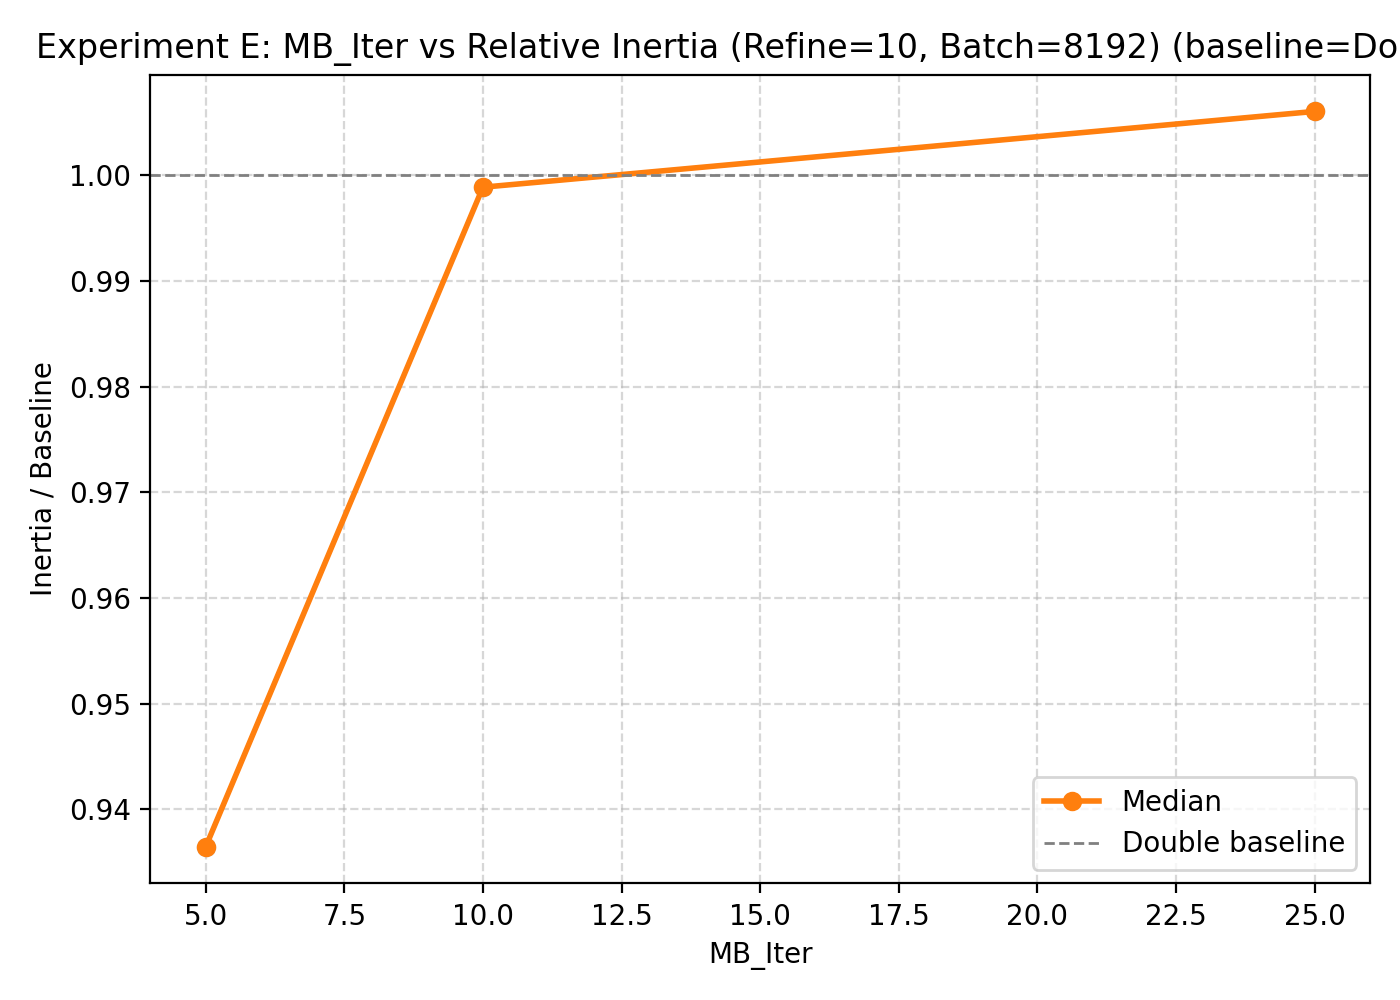 Experiment E: MB_Iter vs Relative Inertia (Refine=10, Batch=8192) (baseline=Do
1.00
0.99
0.98
0.97
0.96
0.95
0.94
Inertia / Baseline
Median
Double baseline
5.0 7.5 10.0 12.5 15.0 17.5 20.0 22.5 25.0
MB_Iter